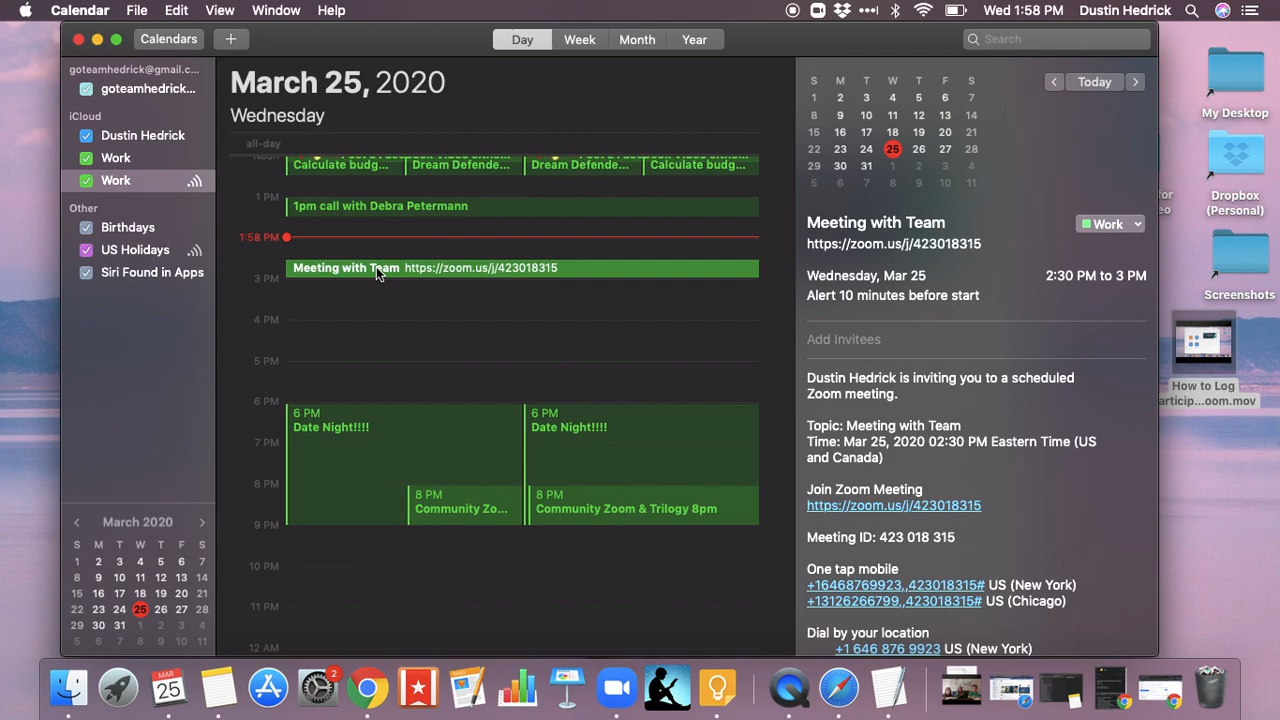 Calendar File Edit View Window Help Wed 1:58 PM Dustin Hedrick
Calendars + Day Week Month Year Search
goteamhedrick@gmail.c...
goteamhedrick...
iCloud
Dustin Hedrick
Work
Work
Other
Birthdays
US Holidays
Siri Found in Apps
March 2020
S M T W T F S
1 2 3 4 5 6 7
8 9 10 11 12 13 14
15 16 17 18 19 20 21
22 23 24 25 26 27 28
29 30 31 1 2 3 4
5 6 7 8 9 10 11
March 25, 2020
Wednesday
all-day
Noon
Calculate budg... Dream Defende... Dream Defende... Calculate budg...
1 PM
1pm call with Debra Petermann
1:58 PM
Meeting with Team https://zoom.us/j/423018315
3 PM
4 PM
5 PM
6 PM
6 PM 6 PM
Date Night!!!! Date Night!!!!
7 PM
8 PM
8 PM 8 PM
Community Zo... Community Zoom & Trilogy 8pm
9 PM
10 PM
11 PM
12 AM
S M T W T F S
1 2 3 4 5 6 7
8 9 10 11 12 13 14
15 16 17 18 19 20 21
22 23 24 25 26 27 28
29 30 31 1 2 3 4
5 6 7 8 9 10 11
Today
Meeting with Team
Work
https://zoom.us/j/423018315
Wednesday, Mar 25 2:30 PM to 3 PM
Alert 10 minutes before start
Add Invitees
Dustin Hedrick is inviting you to a scheduled
Zoom meeting.
Topic: Meeting with Team
Time: Mar 25, 2020 02:30 PM Eastern Time (US
and Canada)
Join Zoom Meeting
https://zoom.us/j/423018315
Meeting ID: 423 018 315
One tap mobile
+16468769923,,423018315# US (New York)
+13126266799,,423018315# US (Chicago)
Dial by your location
+1 646 876 9923 US (New York)
My Desktop
Dropbox
(Personal)
Screenshots
How to Log
articip...oom.mov
for
eo
MAR
25
2